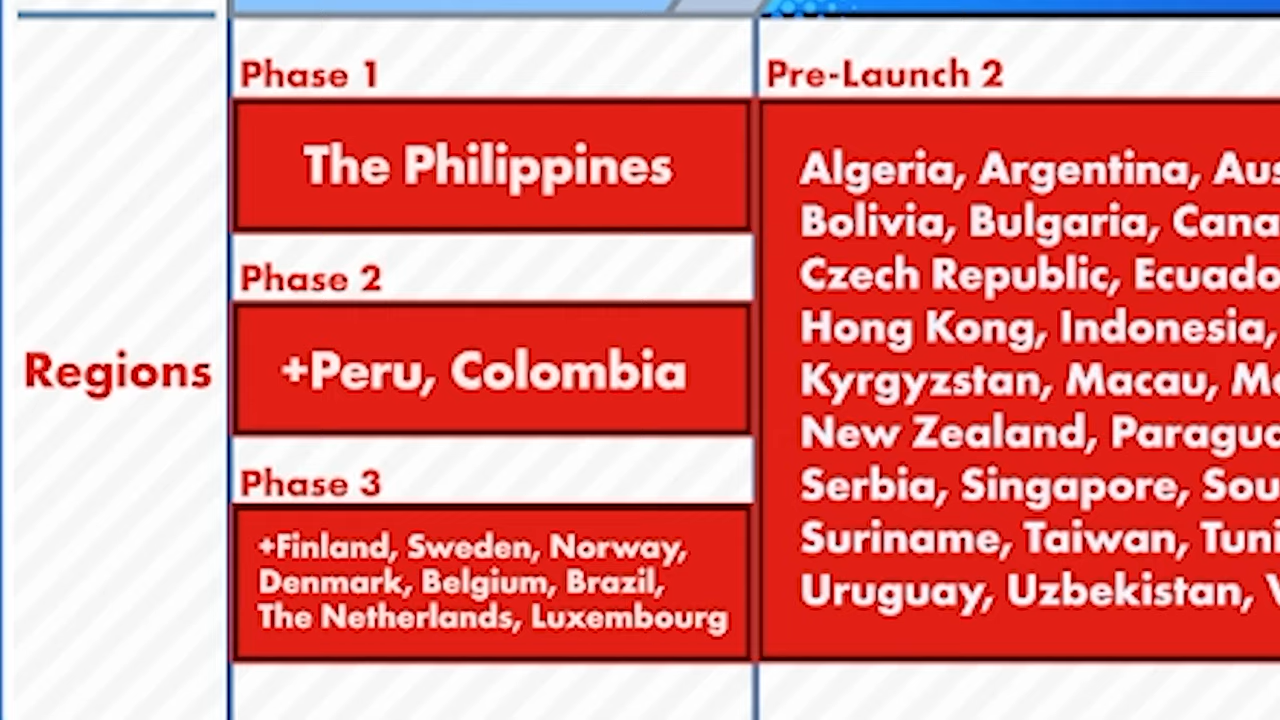 Regions
Phase 1
The Philippines
Phase 2
+Peru, Colombia
Phase 3
+Finland, Sweden, Norway,
Denmark, Belgium, Brazil,
The Netherlands, Luxembourg
Pre-Launch 2
Algeria, Argentina,
Bolivia, Bulgaria,
Czech Republic,
Hong Kong, Indonesia,
Kyrgyzstan, Macau,
New Zealand,
Serbia, Singapore,
Suriname, Taiwan,
Uruguay, Uzbekistan,